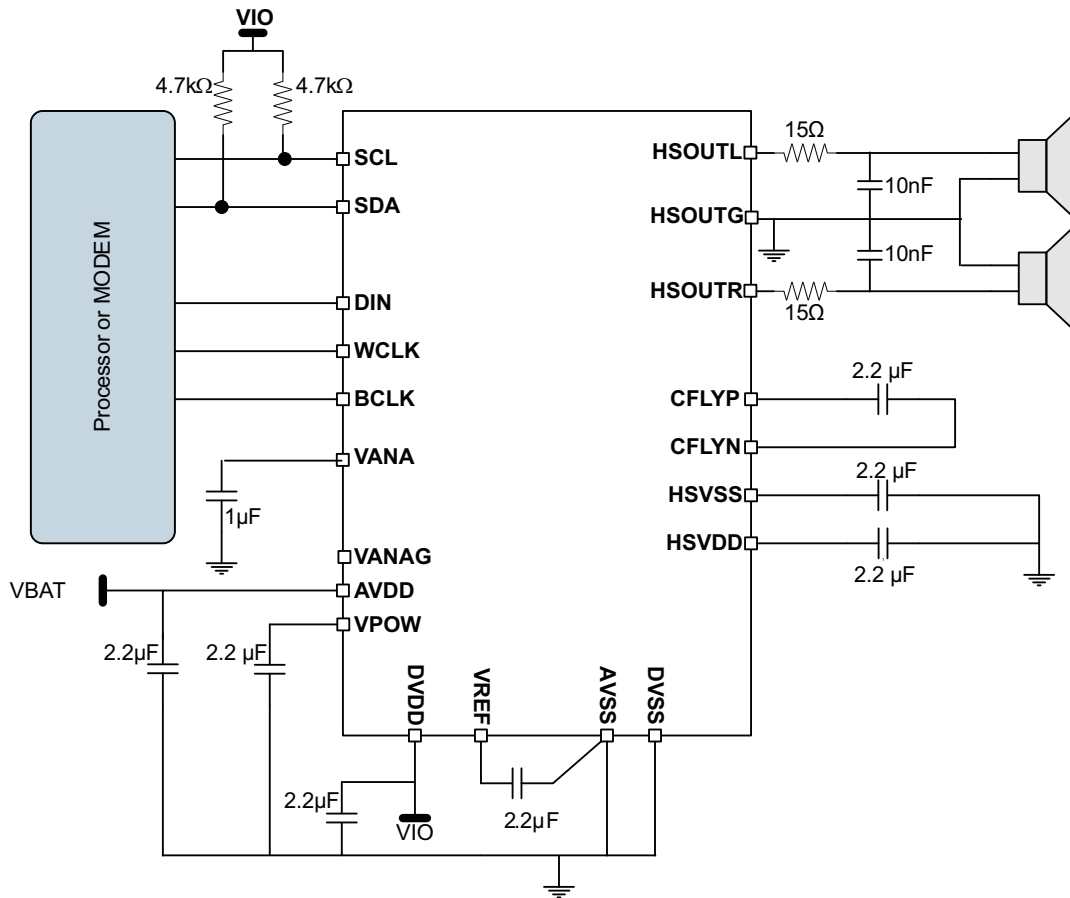 VIO
4.7kΩ
4.7kΩ
Processor or MODEM
SCL
SDA
DIN
WCLK
BCLK
VANA
1µF
VANAG
VBAT
AVDD
VPOW
2.2µF
2.2 µF
DVDD
VREF
AVSS
DVSS
2.2µF
VIO
2.2µF
HSOUTL
15Ω
10nF
HSOUTG
10nF
HSOUTR
15Ω
2.2 µF
CFLYP
CFLYN
2.2 µF
HSVSS
HSVDD
2.2 µF